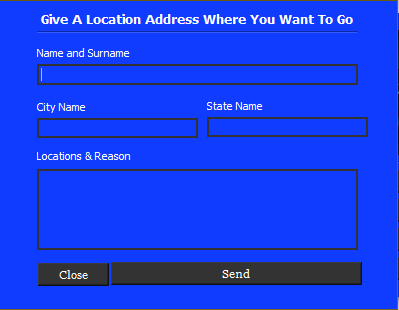 Give A Location Address Where You Want To Go
Name and Surname
City Name
State Name
Locations & Reason
Close
Send